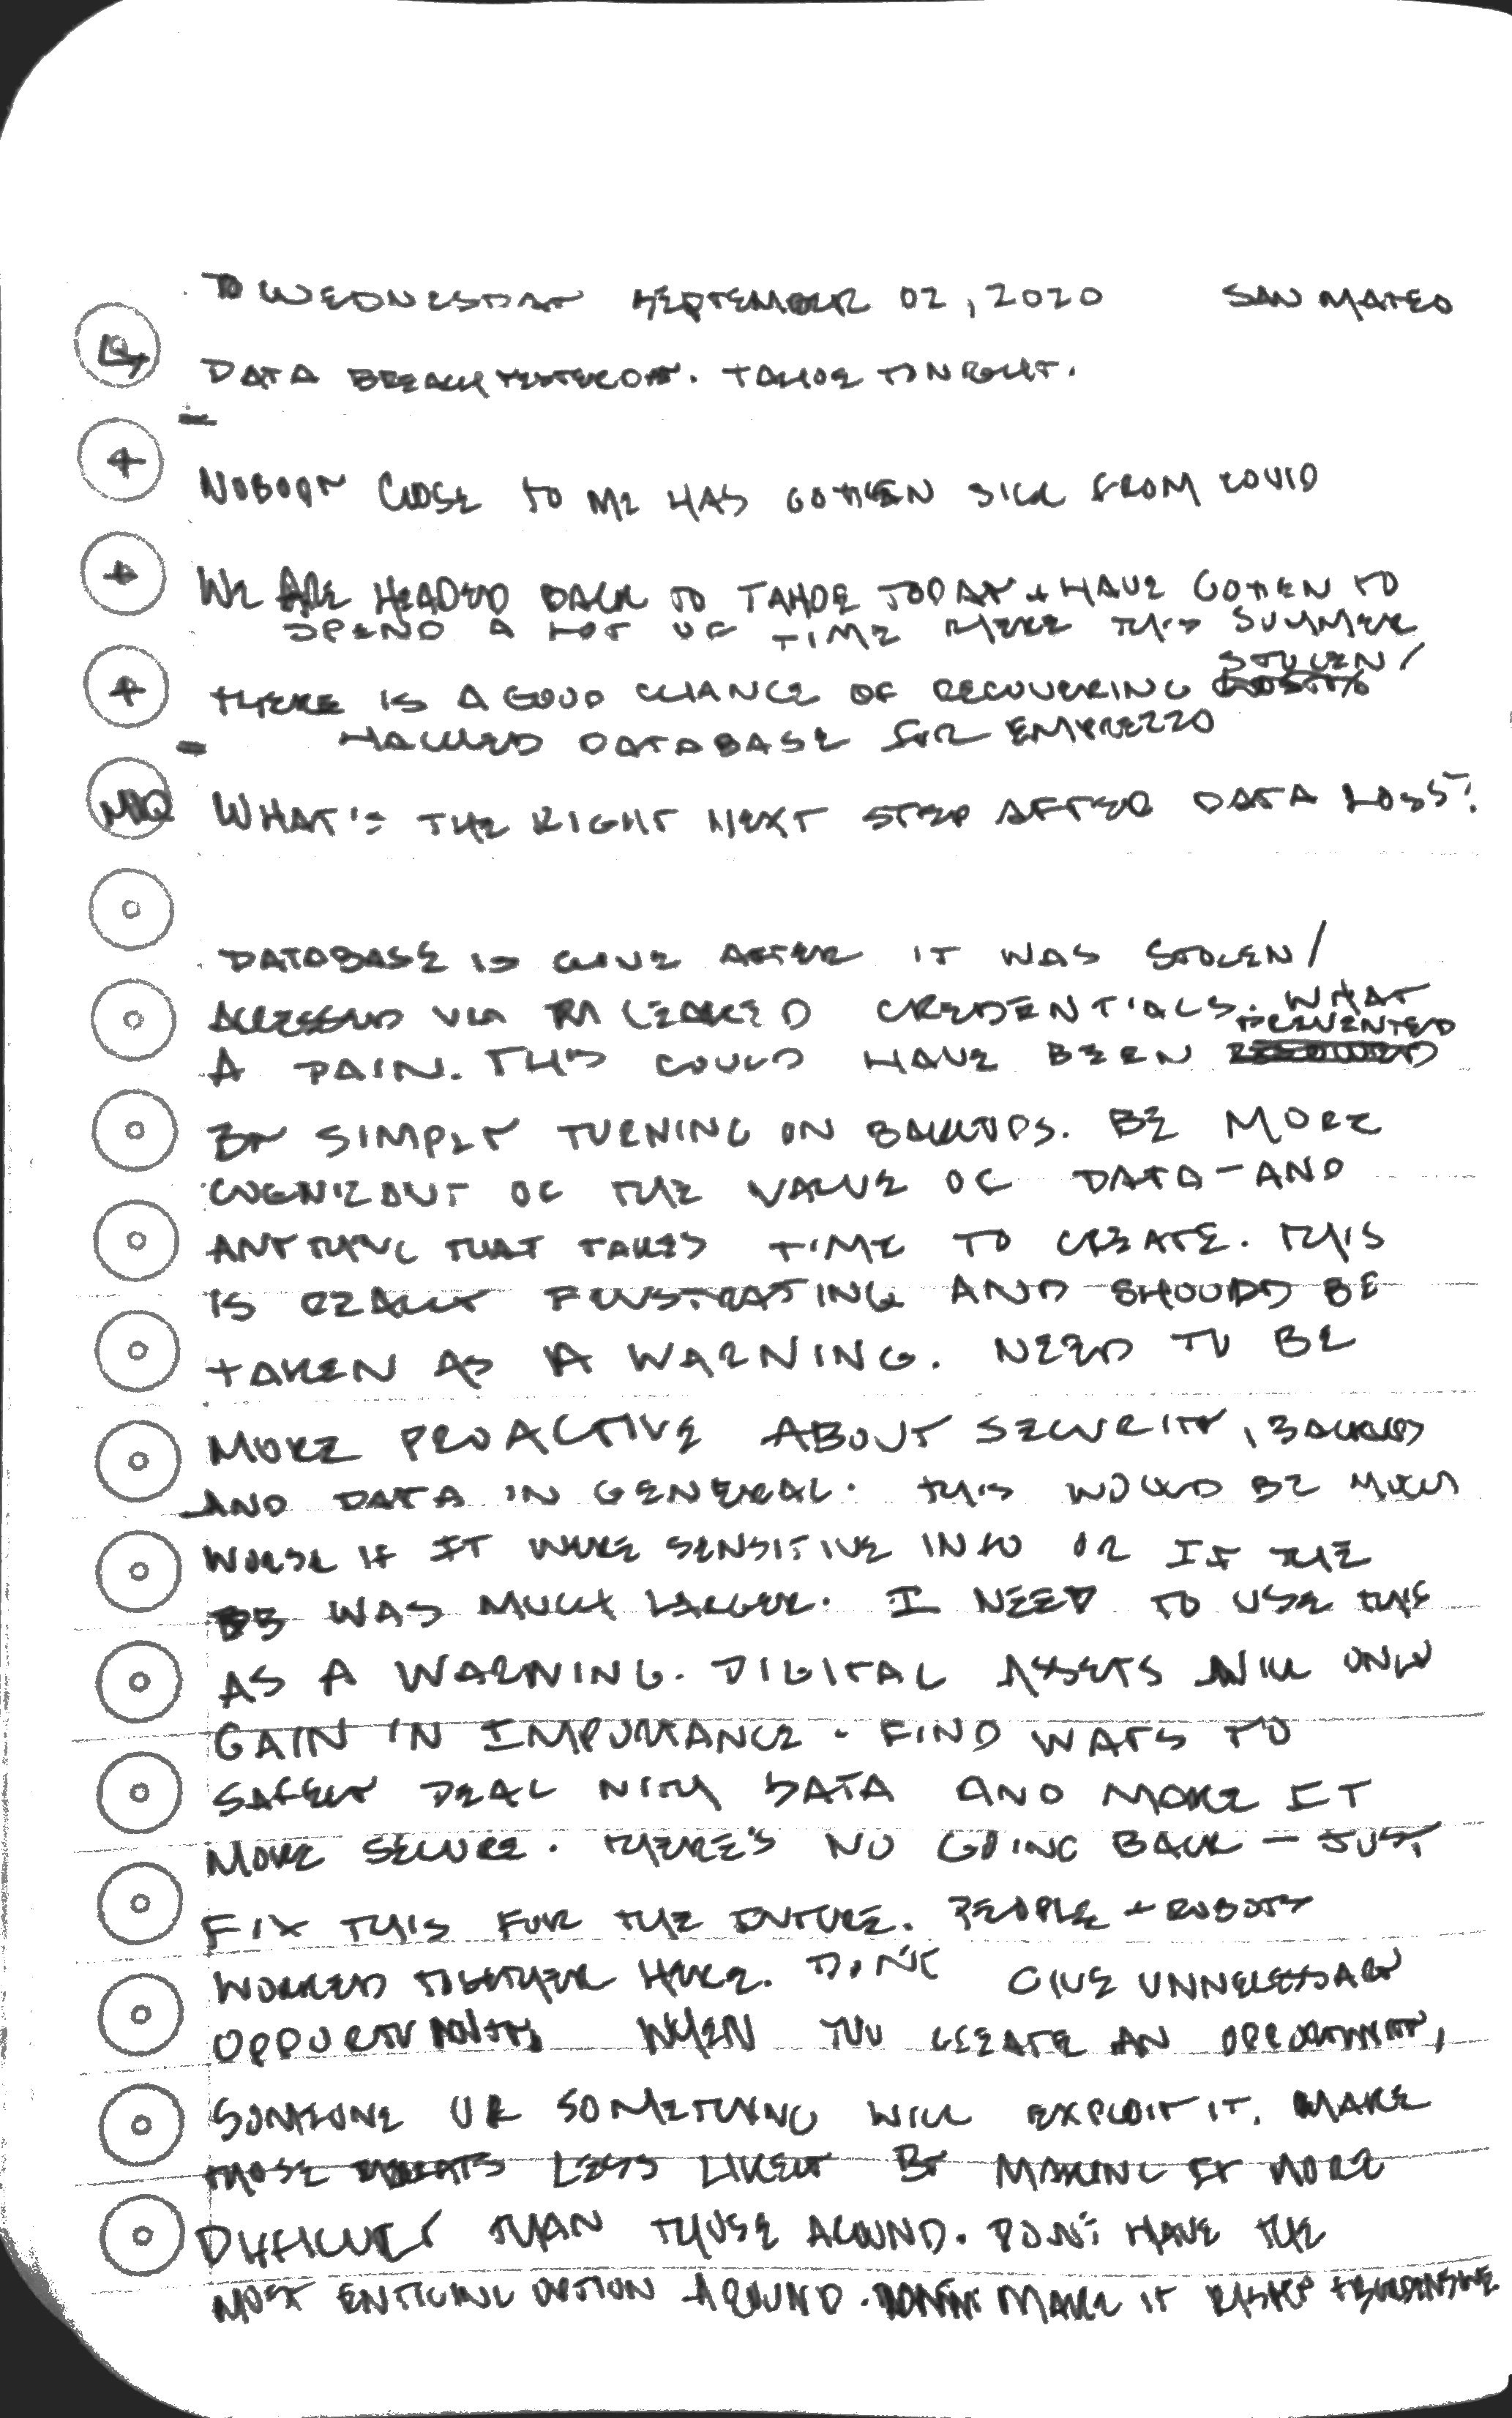 TO WEDNESDAY SEPTEMBER 02, 2020 SAN MATEO
DATA BREACH YESTERDAY. TAHOE TONIGHT.
NOBODY CLOSE TO ME HAS GOTTEN SICK FROM COVID
WE ARE HEADED BACK TO TAHOE TODAY + HAVE GOTTEN TO
SPEND A LOT OF TIME THERE THIS SUMMER
STOLEN/
THERE IS A GOOD CHANCE OF RECOVERING
HACKED DATABASE FOR EMPREZZO
MDQ WHAT'S THE RIGHT NEXT STEP AFTER DATA LOSS?
DATABASE IS GONE AFTER IT WAS STOLEN/
ACCESSED VIA LEAKED CREDENTIALS. WHAT
PREVENTED
A PAIN. THIS COULD HAVE BEEN
BY SIMPLY TURNING ON BACKUPS. BE MORE
COGNIZANT OF THE VALUE OF DATA - AND
ANYTHING THAT TAKES TIME TO CREATE. THIS
IS REALLY FRUSTRATING AND SHOULD BE
TAKEN AS A WARNING. NEED TO BE
MORE PROACTIVE ABOUT SECURITY, BACKUPS
AND DATA IN GENERAL. THIS WOULD BE MUCH
WORSE IF IT WERE SENSITIVE INFO OR IF THE
DB WAS MUCH LARGER. I NEED TO USE THIS
AS A WARNING. DIGITAL ASSETS WILL ONLY
GAIN IN IMPORTANCE. FIND WAYS TO
SAFELY DEAL WITH DATA AND MAKE IT
MORE SECURE. THERE'S NO GOING BACK - JUST
FIX THIS FOR THE FUTURE. PEOPLE + ROBOTS
WORKED TOGETHER HERE. DON'T GIVE UNNECESSARY
OPPORTUNITY WHEN YOU CREATE AN OPPORTUNITY,
SOMEONE OR SOMETHING WILL EXPLOIT IT. MAKE
THOSE THREATS LESS LIKELY BY MAKING IT MORE
DIFFICULT THAN THOSE AROUND. DON'T HAVE THE
MOST ENTICING OPTION AROUND. MAKE IT RISKY +